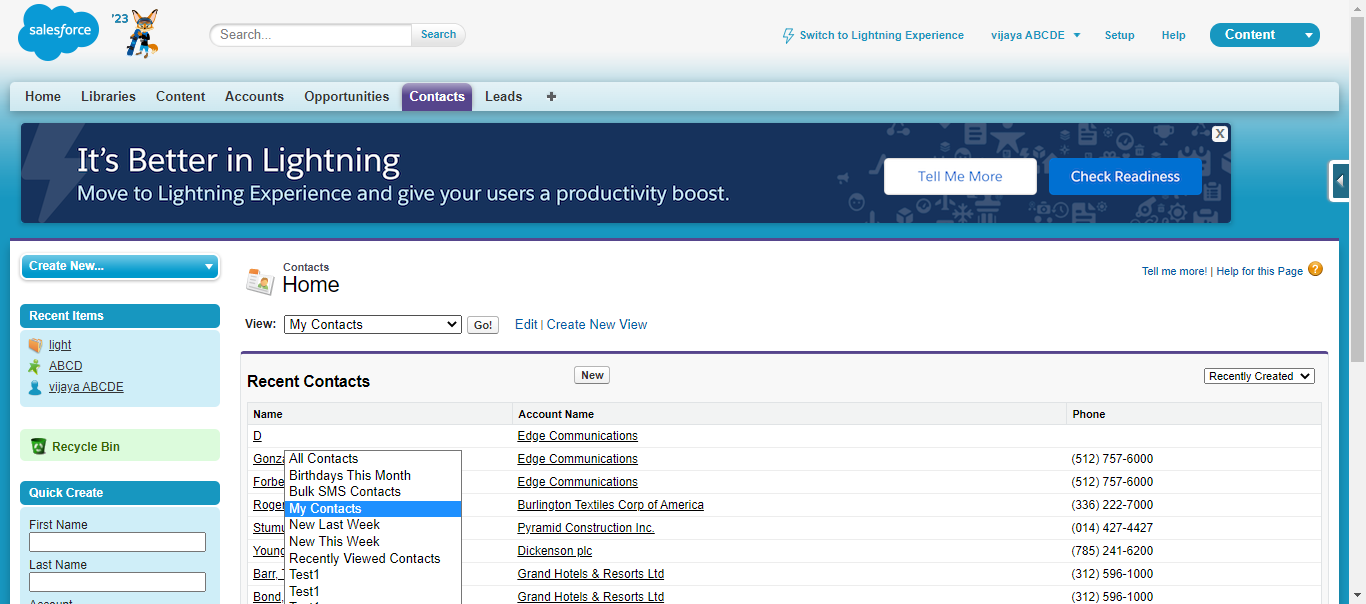 salesforce
'23
Search...
Search
Switch to Lightning Experience
vijaya ABCDE
Setup
Help
Content
Home Libraries Content Accounts Opportunities Contacts Leads +
It's Better in Lightning
Move to Lightning Experience and give your users a productivity boost.
Tell Me More
Check Readiness
X
Create New...
Contacts
Home
Tell me more! | Help for this Page ?
Recent Items
light
ABCD
vijaya ABCDE
Recycle Bin
Quick Create
First Name
Last Name
View: My Contacts Go! Edit | Create New View
Recent Contacts New Recently Created
Name Account Name Phone
D Edge Communications
Edge Communications (512) 757-6000
Edge Communications (512) 757-6000
Burlington Textiles Corp of America (336) 222-7000
Pyramid Construction Inc. (014) 427-4427
Dickenson plc (785) 241-6200
Barr, Grand Hotels & Resorts Ltd (312) 596-1000
Bond, Grand Hotels & Resorts Ltd (312) 596-1000
All Contacts
Birthdays This Month
Bulk SMS Contacts
My Contacts
New Last Week
New This Week
Recently Viewed Contacts
Test1
Test1